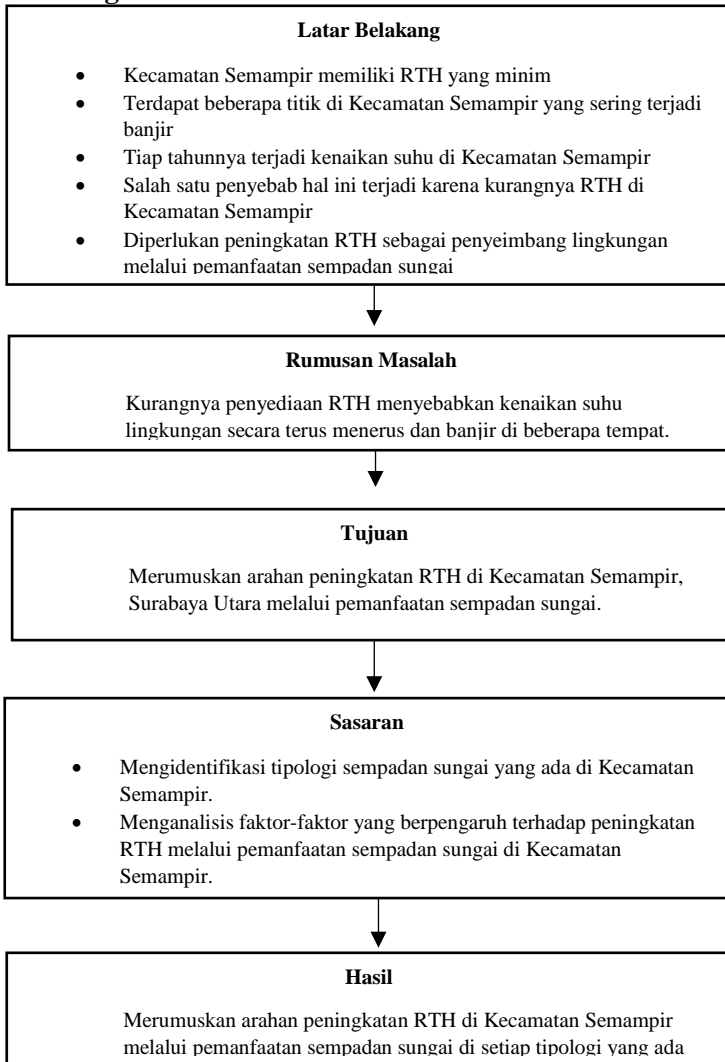 Latar Belakang
• Kecamatan Semampir memiliki RTH yang minim
• Terdapat beberapa titik di Kecamatan Semampir yang sering terjadi
banjir
• Tiap tahunnya terjadi kenaikan suhu di Kecamatan Semampir
• Salah satu penyebab hal ini terjadi karena kurangnya RTH di
Kecamatan Semampir
• Diperlukan peningkatan RTH sebagai penyeimbang lingkungan
melalui pemanfaatan sempadan sungai
Rumusan Masalah
Kurangnya penyediaan RTH menyebabkan kenaikan suhu
lingkungan secara terus menerus dan banjir di beberapa tempat.
Tujuan
Merumuskan arahan peningkatan RTH di Kecamatan Semampir,
Surabaya Utara melalui pemanfaatan sempadan sungai.
Sasaran
• Mengidentifikasi tipologi sempadan sungai yang ada di Kecamatan
Semampir.
• Menganalisis faktor-faktor yang berpengaruh terhadap peningkatan
RTH melalui pemanfaatan sempadan sungai di Kecamatan
Semampir.
Hasil
Merumuskan arahan peningkatan RTH di Kecamatan Semampir
melalui pemanfaatan sempadan sungai di setiap tipologi yang ada